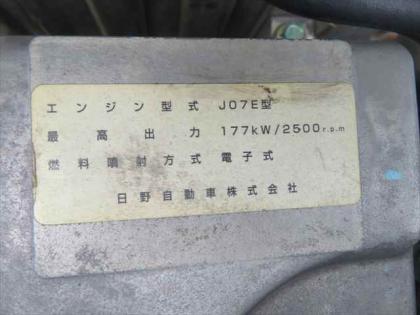 エンジン型式 J07E型
最高出力 177kW/2500r.p.m
燃料噴射方式 電子式
日野自動車株式会社